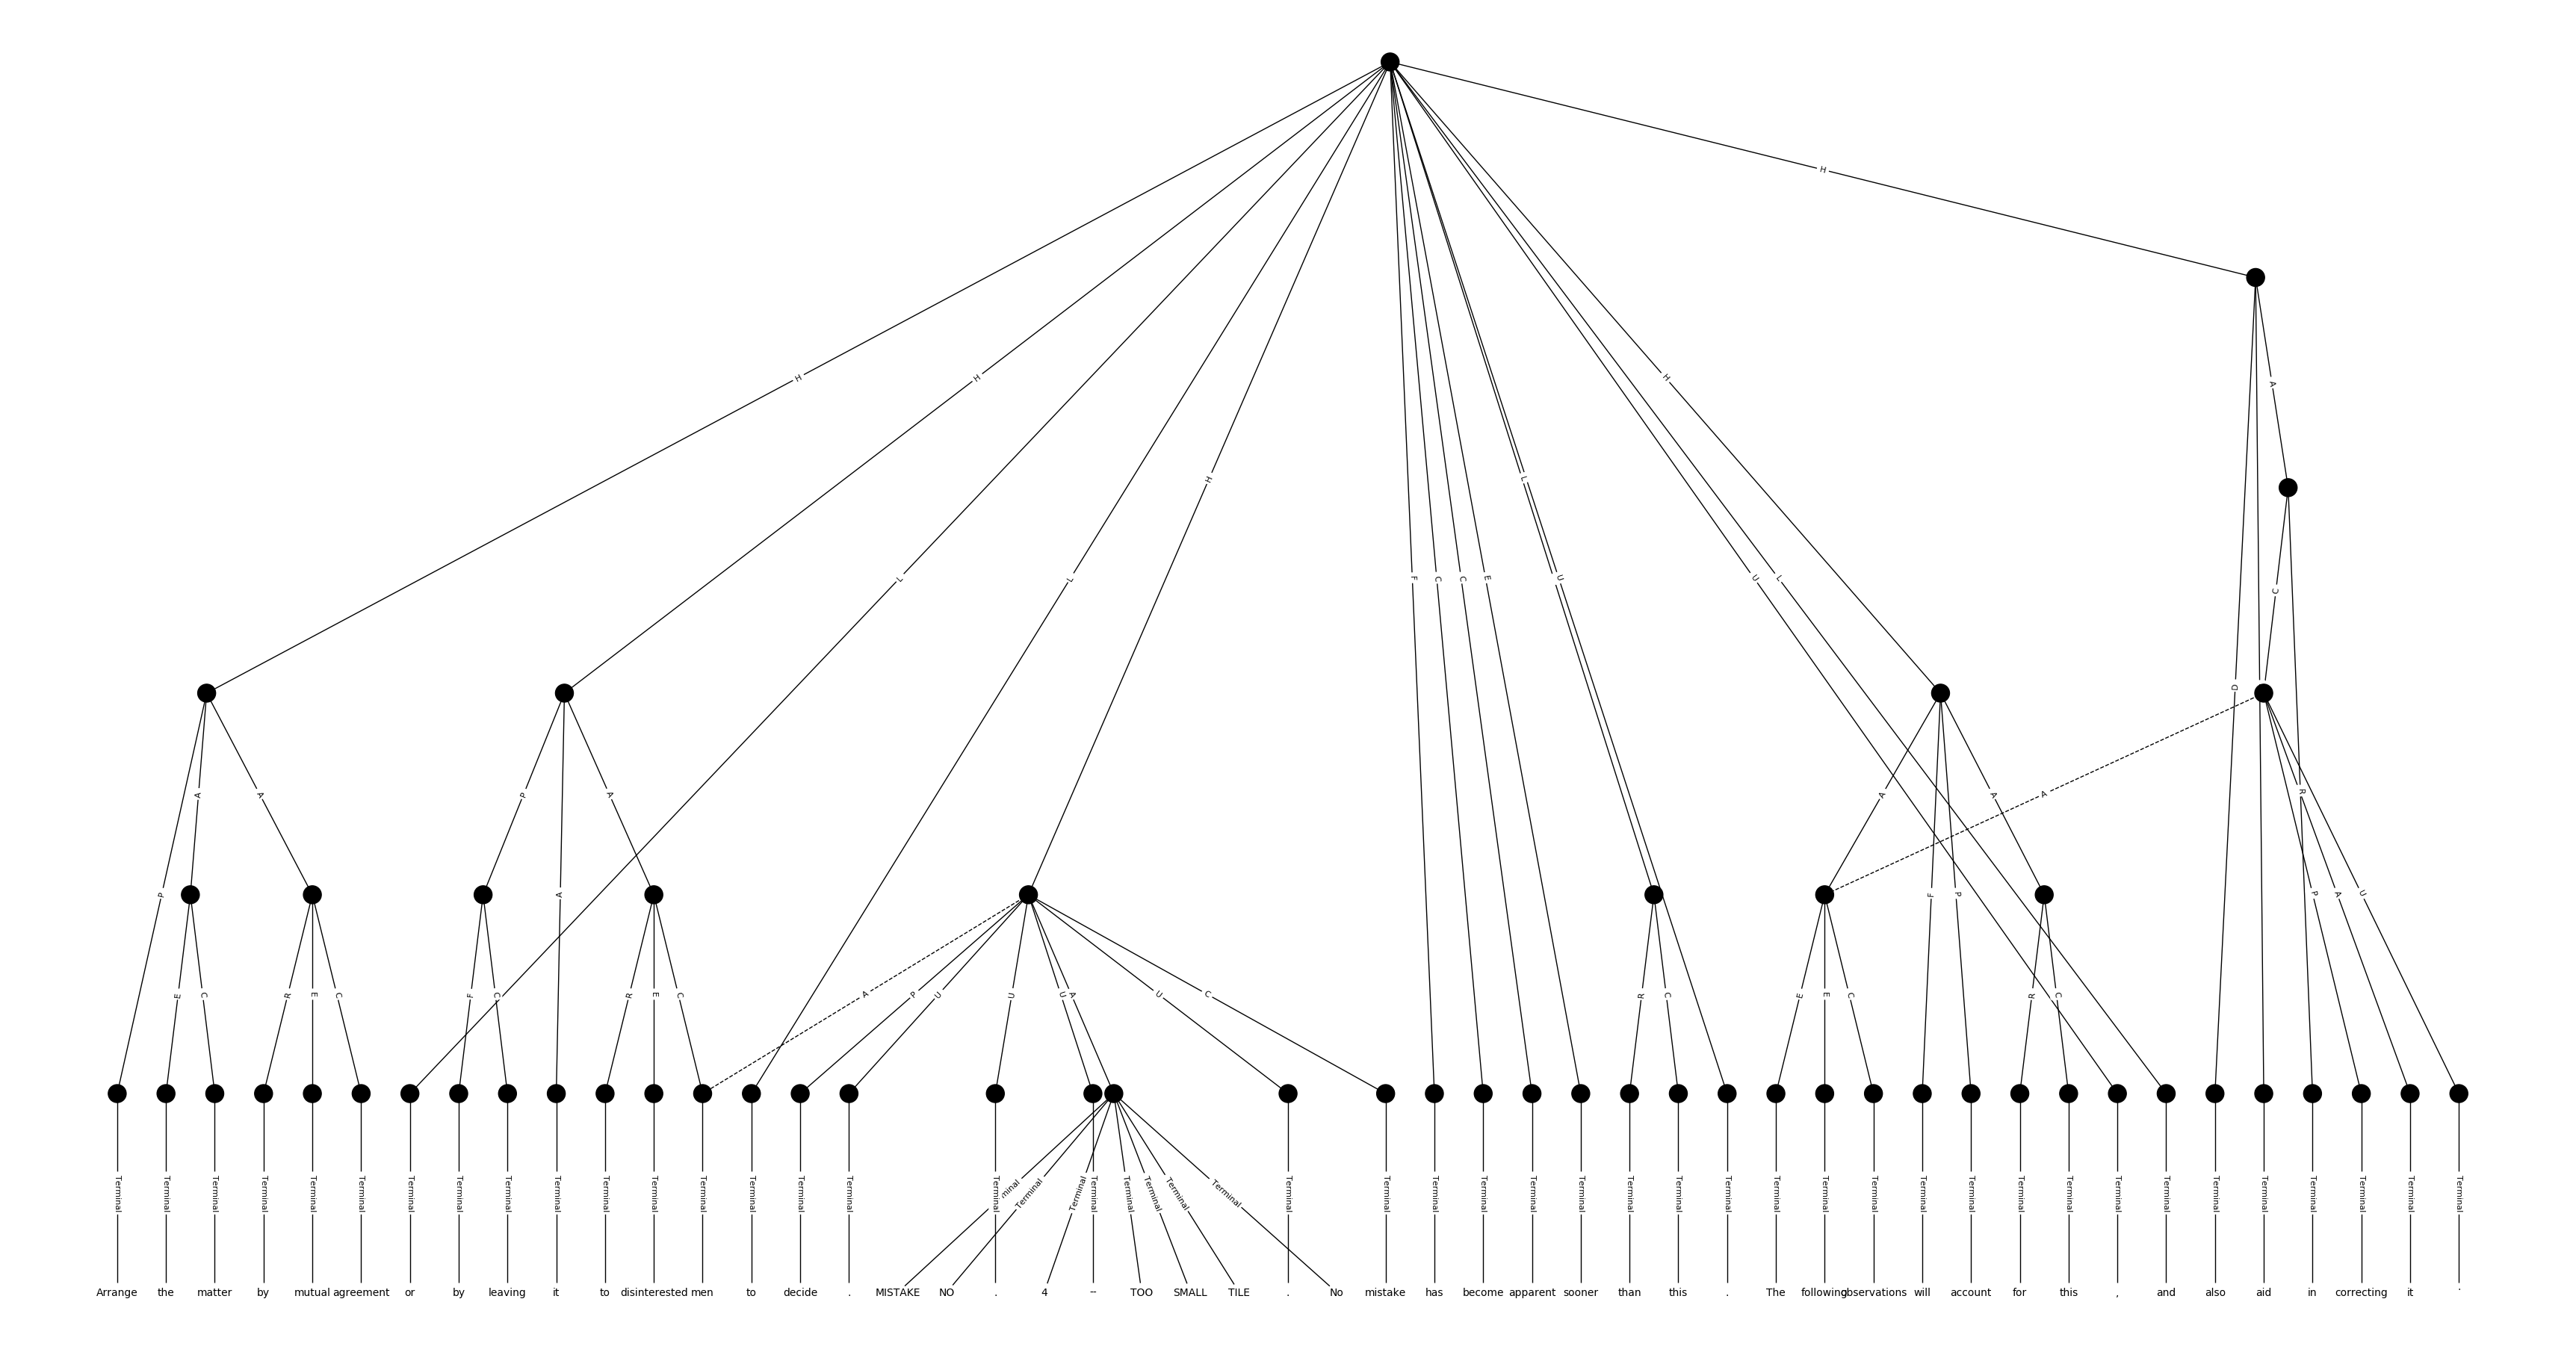 H
H
H
A
H
L
H
L
F
C
C
E
U
U
L
C
D
P
A
A
P
A
A
A
F
P
A
A
R
P
A
U
E
C
R
E
C
F
C
R
E
C
A
P
U
U
U
A
U
C
R
C
E
E
C
R
C
Terminal Terminal Terminal Terminal Terminal Terminal Terminal Terminal Terminal Terminal Terminal Terminal Terminal Terminal Terminal Terminal minal Terminal Terminal Terminal Terminal Terminal Terminal Terminal Terminal Terminal Terminal Terminal Terminal Terminal Terminal Terminal Terminal Terminal Terminal Terminal Terminal Terminal Terminal Terminal Terminal Terminal Terminal Terminal Terminal Terminal Terminal Terminal Terminal
Arrange the matter by mutual agreement or by leaving it to disinterested men to decide . MISTAKE NO . 4 -- TOO SMALL TILE . No mistake has become apparent sooner than this . The following observations will account for this , and also aid in correcting it .